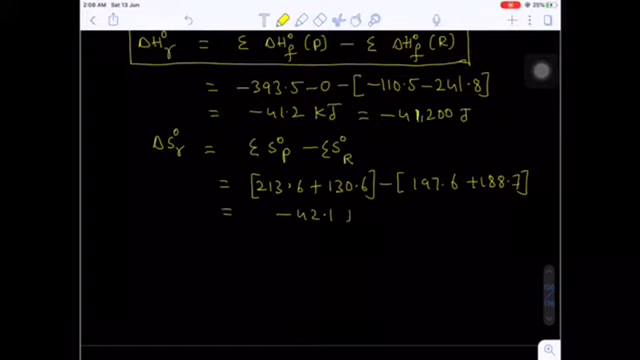 2:08 AM Sat 13 Jun 25%
ΔH°r = Σ ΔH°f (P) − Σ ΔH°f (R)
= −393.5 − 0 − [−110.5 − 241.8]
= −41.2 KJ = −41,200 J
ΔS°r = Σ S°P − Σ S°R
= [213.6 + 130.6] − [197.6 + 188.7]
= −42.1 J